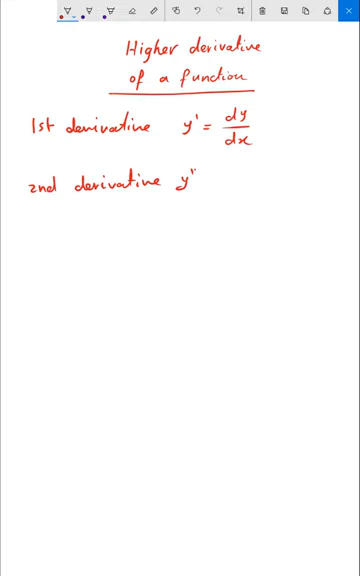 Higher derivative
of a function
1st derivative y' = dy/dx
2nd derivative y"